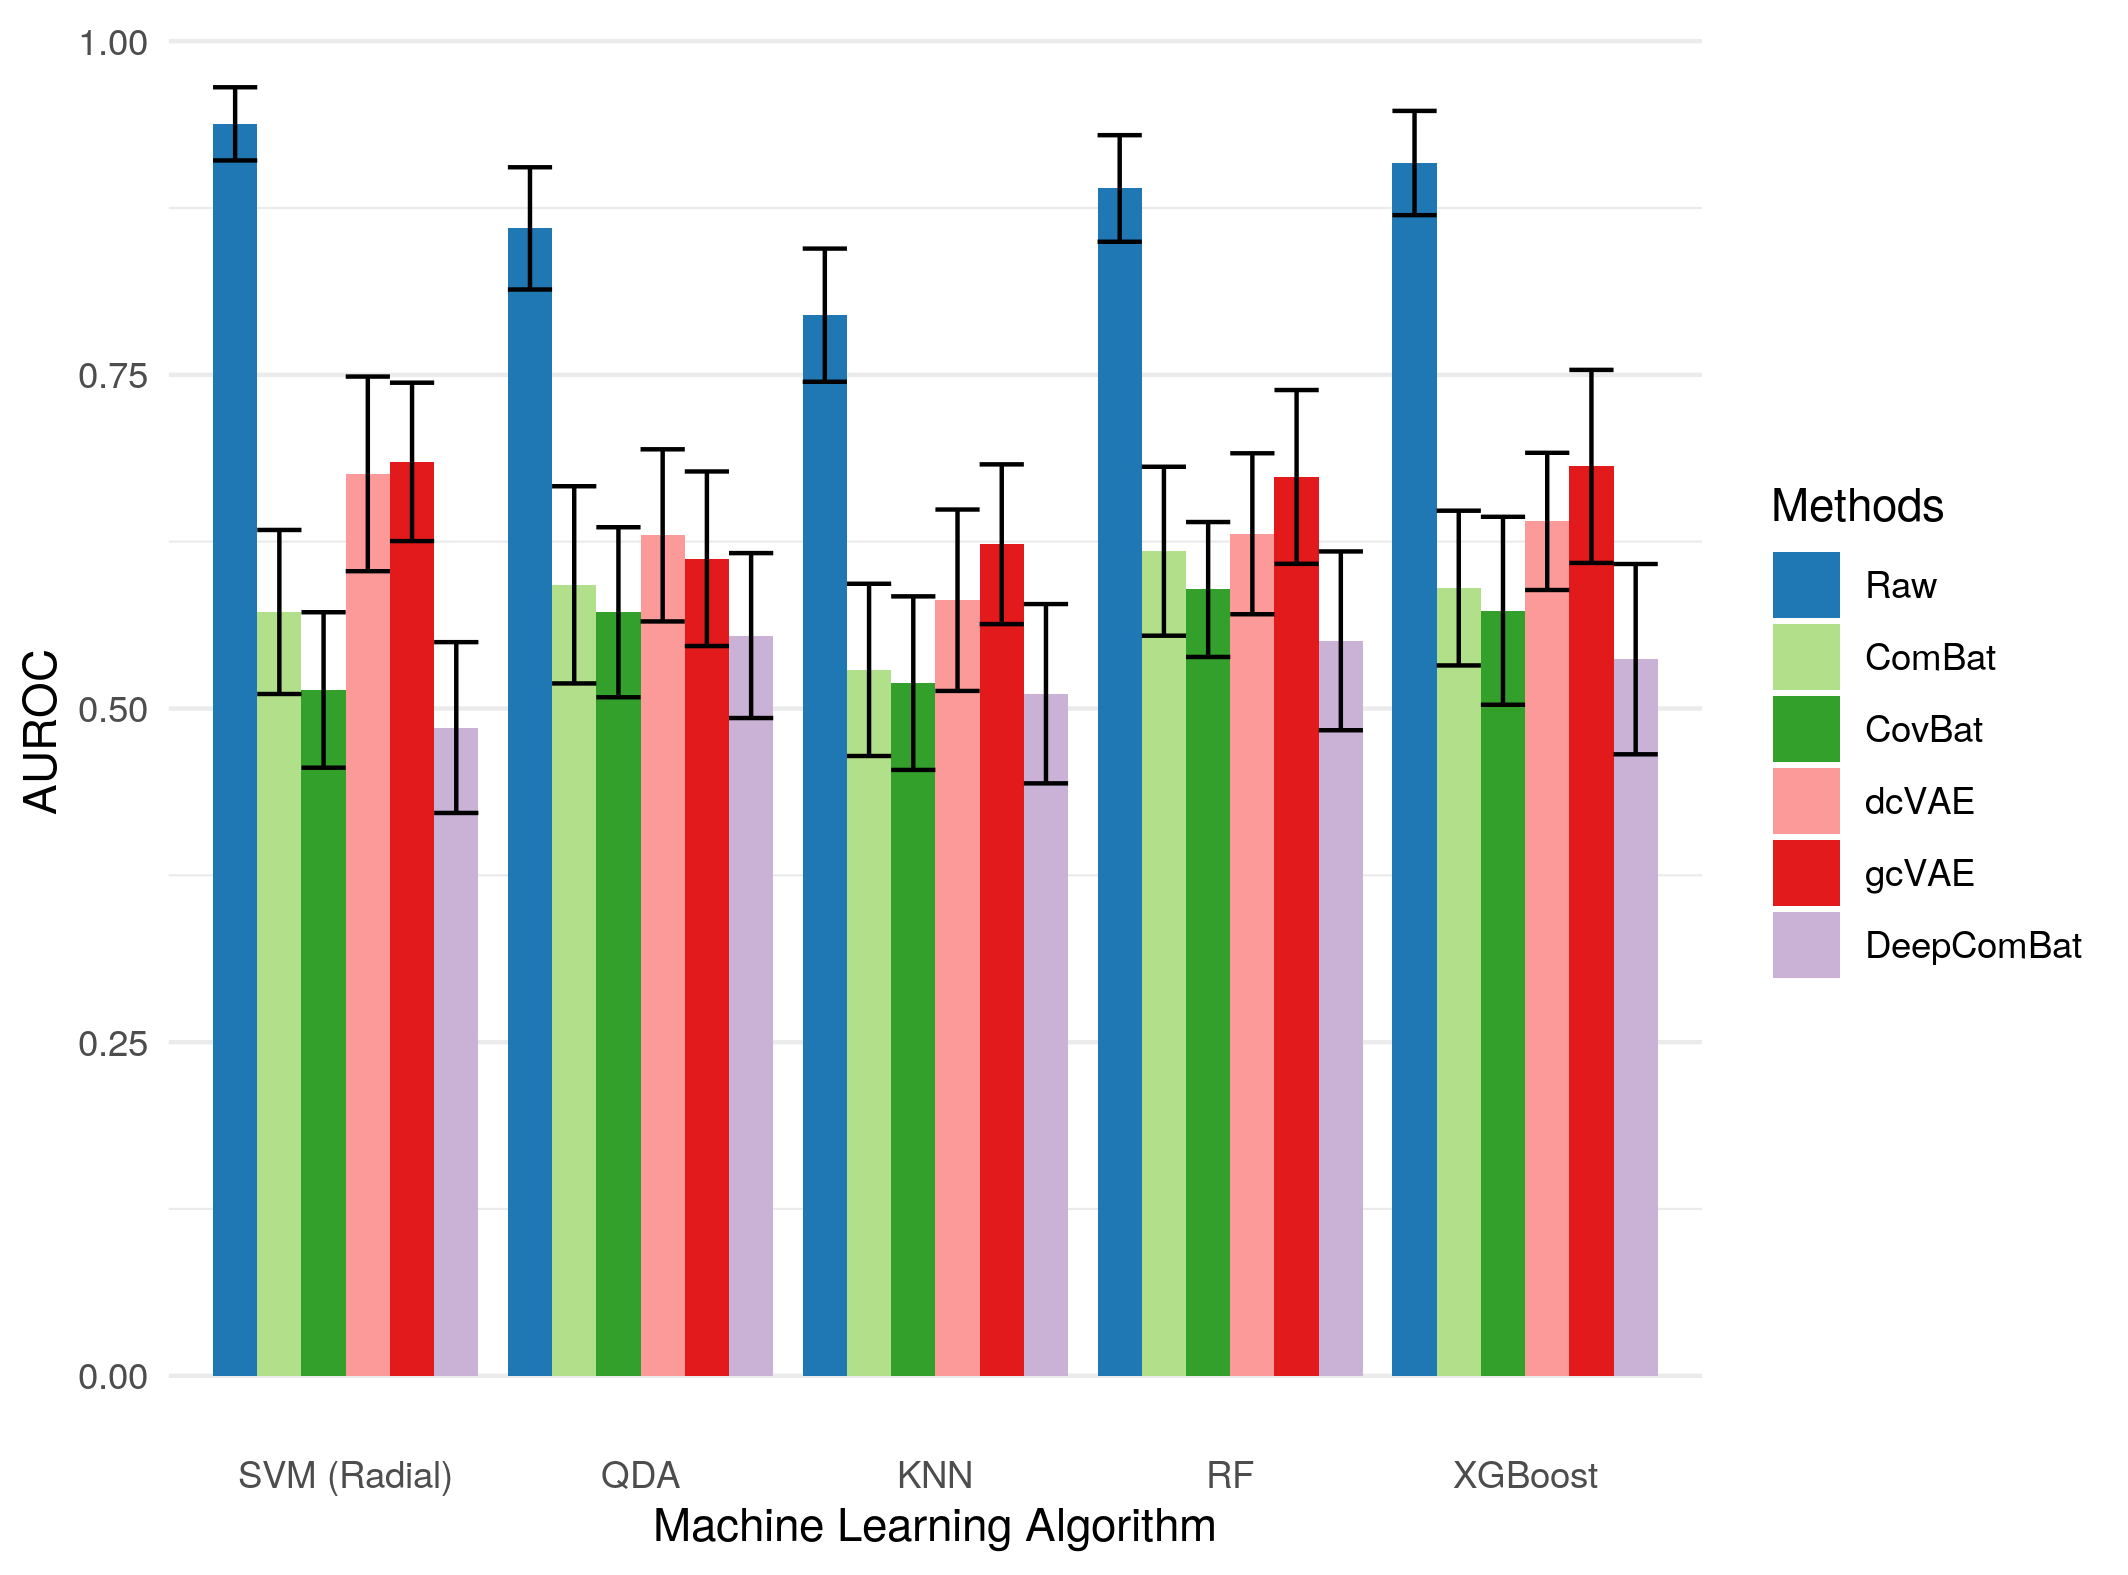 1.00
0.75
0.50
0.25
0.00
AUROC
SVM (Radial)
QDA
KNN
RF
XGBoost
Machine Learning Algorithm
Methods
Raw
ComBat
CovBat
dcVAE
gcVAE
DeepComBat